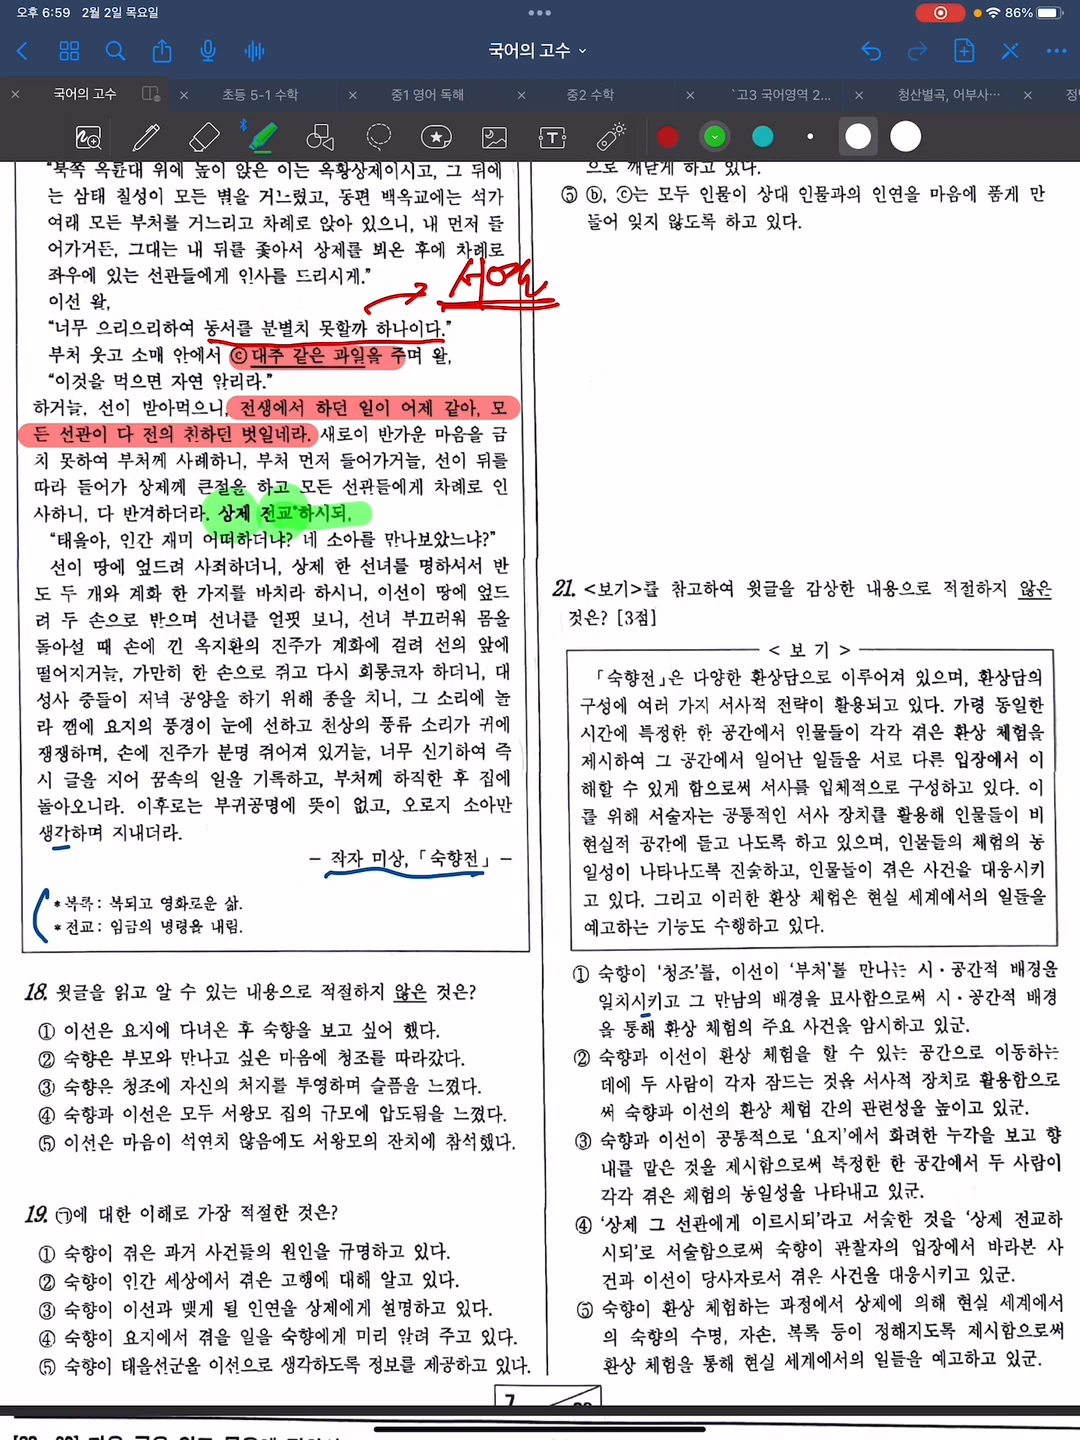 오후 6:59 2월 2일 목요일
86%
국어의 고수
국어의 고수
초등 5-1 수학
중1 영어 독해
중2 수학
`고3 국어영역 2...
청산별곡, 어부사...
“북쪽 옥륜대 위에 높이 앉은 이는 옥황상제이시고, 그 뒤에
는 삼태 칠성이 모든 별을 거느렸고, 동편 백옥교에는 석가
여래 모든 부처를 거느리고 차례로 앉아 있으니, 내 먼저 들
어가거든, 그대는 내 뒤를 좇아서 상제를 뵈온 후에 차례로
좌우에 있는 선관들에게 인사를 드리시게.”
이선 왈,
“너무 으리으리하여 동서를 분별치 못할까 하나이다.”
부처 웃고 소매 안에서 ⓒ대추 같은 과일을 주며 왈,
“이것을 먹으면 자연 알리라.”
하거늘, 선이 받아먹으니, 전생에서 하던 일이 어제 같아, 모
든 선관이 다 전의 친하던 벗일네라. 새로이 반가운 마음을 금
치 못하여 부처께 사례하니, 부처 먼저 들어가거늘, 선이 뒤를
따라 들어가 상제께 큰절을 하고 모든 선관들에게 차례로 인
사하니, 다 반겨하더라. 상제 전교*하시되,
“태을아, 인간 재미 어떠하더냐? 네 소아를 만나보았느냐?”
선이 땅에 엎드려 사죄하더니, 상제 한 선녀를 명하셔서 반
도 두 개와 계화 한 가지를 바치라 하시니, 이선이 땅에 엎드
려 두 손으로 받으며 선녀를 얼핏 보니, 선녀 부끄러워 몸을
돌아설 때 손에 낀 옥지환의 진주가 계화에 걸려 선의 앞에
떨어지거늘, 가만히 한 손으로 쥐고 다시 희롱코자 하더니, 대
성사 중들이 저녁 공양을 하기 위해 종을 치니, 그 소리에 놀
라 깸에 요지의 풍경이 눈에 선하고 천상의 풍류 소리가 귀에
쟁쟁하며, 손에 진주가 분명 쥐어져 있거늘, 너무 신기하여 즉
시 글을 지어 꿈속의 일을 기록하고, 부처께 하직한 후 집에
돌아오니라. 이후로는 부귀공명에 뜻이 없고, 오로지 소아만
생각하며 지내더라.
- 작자 미상, 「숙향전」 -
* 복록: 복되고 영화로운 삶.
* 전교: 임금의 명령을 내림.
18. 윗글을 읽고 알 수 있는 내용으로 적절하지 않은 것은?
① 이선은 요지에 다녀온 후 숙향을 보고 싶어 했다.
② 숙향은 부모와 만나고 싶은 마음에 청조를 따라갔다.
③ 숙향은 청조에 자신의 처지를 투영하며 슬픔을 느꼈다.
④ 숙향과 이선은 모두 서왕모 집의 규모에 압도됨을 느꼈다.
⑤ 이선은 마음이 석연치 않음에도 서왕모의 잔치에 참석했다.
19. ㉠에 대한 이해로 가장 적절한 것은?
① 숙향이 겪은 과거 사건들의 원인을 규명하고 있다.
② 숙향이 인간 세상에서 겪은 고행에 대해 알고 있다.
③ 숙향이 이선과 맺게 될 인연을 상제에게 설명하고 있다.
④ 숙향이 요지에서 겪을 일을 숙향에게 미리 알려 주고 있다.
⑤ 숙향이 태을선군을 이선으로 생각하도록 정보를 제공하고 있다.
으로 깨닫게 하고 있다.
⑤ ⓑ, ⓒ는 모두 인물이 상대 인물과의 인연을 마음에 품게 만
들어 잊지 않도록 하고 있다.
21. <보기>를 참고하여 윗글을 감상한 내용으로 적절하지 않은
것은? [3점]
< 보 기 >
「숙향전」은 다양한 환상담으로 이루어져 있으며, 환상담의
구성에 여러 가지 서사적 전략이 활용되고 있다. 가령 동일한
시간에 특정한 한 공간에서 인물들이 각각 겪은 환상 체험을
제시하여 그 공간에서 일어난 일들을 서로 다른 입장에서 이
해할 수 있게 함으로써 서사를 입체적으로 구성하고 있다. 이
를 위해 서술자는 공통적인 서사 장치를 활용해 인물들이 비
현실적 공간에 들고 나도록 하고 있으며, 인물들의 체험의 동
일성이 나타나도록 진술하고, 인물들이 겪은 사건을 대응시키
고 있다. 그리고 이러한 환상 체험은 현실 세계에서의 일들을
예고하는 기능도 수행하고 있다.
① 숙향이 ‘청조’를, 이선이 ‘부처’를 만나는 시·공간적 배경을
일치시키고 그 만남의 배경을 묘사함으로써 시·공간적 배경
을 통해 환상 체험의 주요 사건을 암시하고 있군.
② 숙향과 이선이 환상 체험을 할 수 있는 공간으로 이동하는
데에 두 사람이 각자 잠드는 것을 서사적 장치로 활용함으로
써 숙향과 이선의 환상 체험 간의 관련성을 높이고 있군.
③ 숙향과 이선이 공통적으로 ‘요지’에서 화려한 누각을 보고 향
내를 맡은 것을 제시함으로써 특정한 한 공간에서 두 사람이
각각 겪은 체험의 동일성을 나타내고 있군.
④ ‘상제 그 선관에게 이르시되’라고 서술한 것을 ‘상제 전교하
시되’로 서술함으로써 숙향이 관찰자의 입장에서 바라본 사
건과 이선이 당사자로서 겪은 사건을 대응시키고 있군.
⑤ 숙향이 환상 체험하는 과정에서 상제에 의해 현실 세계에서
의 숙향의 수명, 자손, 복록 등이 정해지도록 제시함으로써
환상 체험을 통해 현실 세계에서의 일들을 예고하고 있군.
7